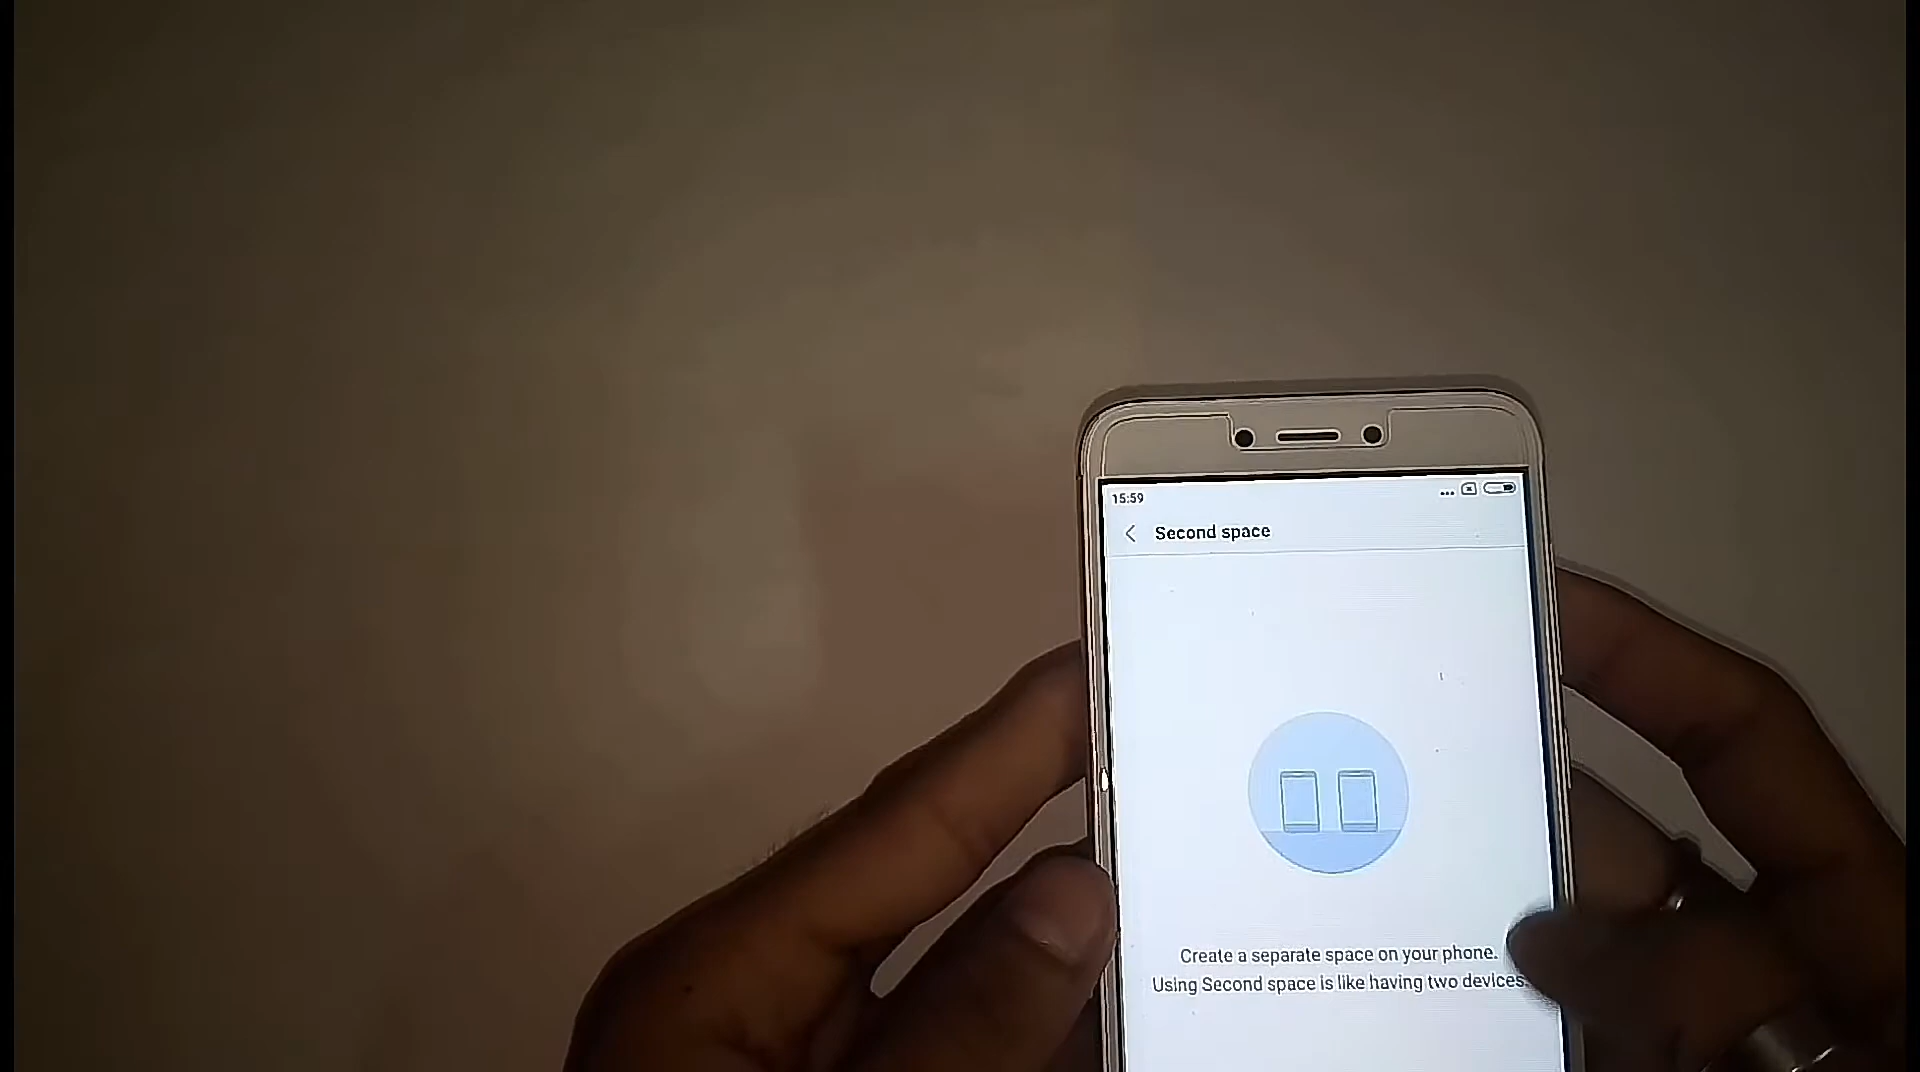 15:59
Second space
Create a separate space on your phone.
Using Second space is like having two devices